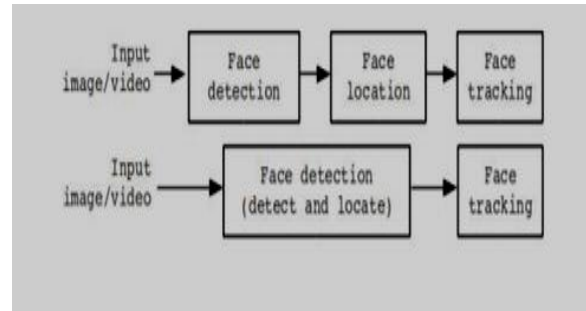 Input image/video
Face detection
Face location
Face tracking
Input image/video
Face detection (detect and locate)
Face tracking